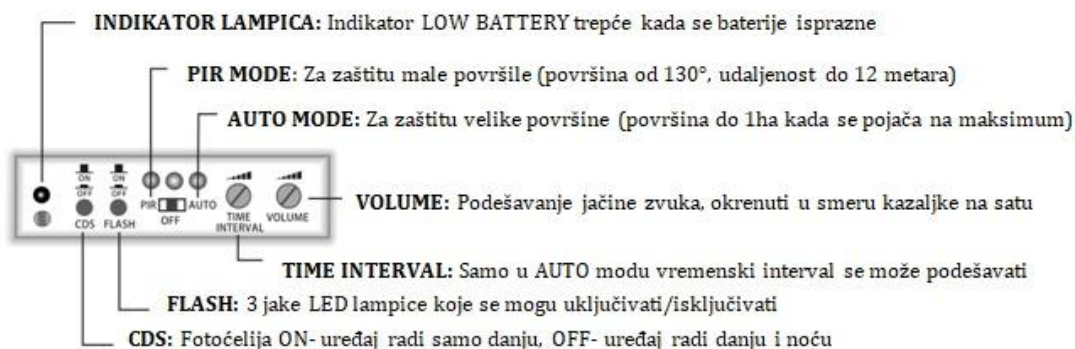 INDIKATOR LAMPICA: Indikator LOW BATTERY trepće kada se baterije isprazne
PIR MODE: Za zaštitu male površile (površina od 130°, udaljenost do 12 metara)
AUTO MODE: Za zaštitu velike površine (površina do 1ha kada se pojača na maksimum)
ON ON
OFF OFF
PIR AUTO
CDS FLASH OFF TIME INTERVAL VOLUME
VOLUME: Podešavanje jačine zvuka, okrenuti u smeru kazaljke na satu
TIME INTERVAL: Samo u AUTO modu vremenski interval se može podešavati
FLASH: 3 jake LED lampice koje se mogu uključivati/isključivati
CDS: Fotoćelija ON- uređaj radi samo danju, OFF- uređaj radi danju i noću